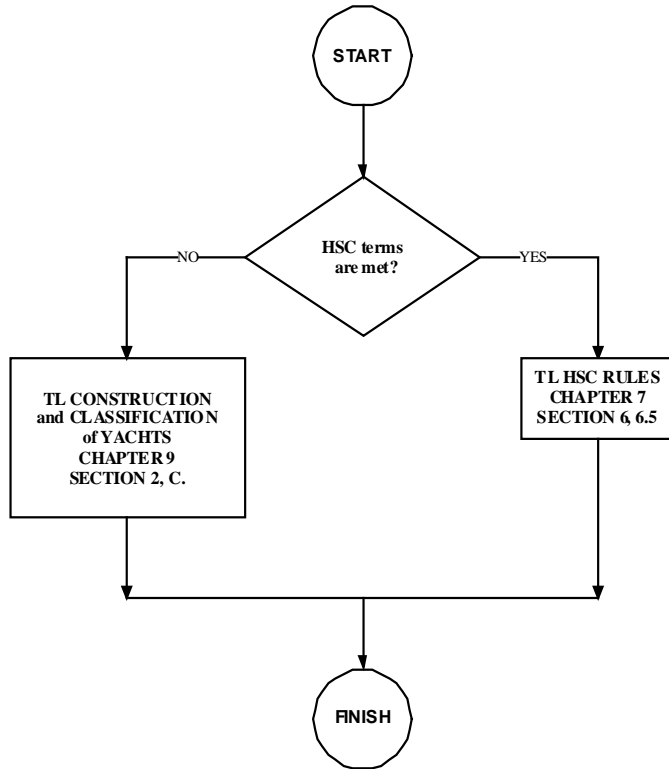 START
HSC terms
are met?
NO
YES
TL CONSTRUCTION
and CLASSIFICATION
of YACHTS
CHAPTER 9
SECTION 2, C.
TL HSC RULES
CHAPTER 7
SECTION 6, 6.5
FINISH